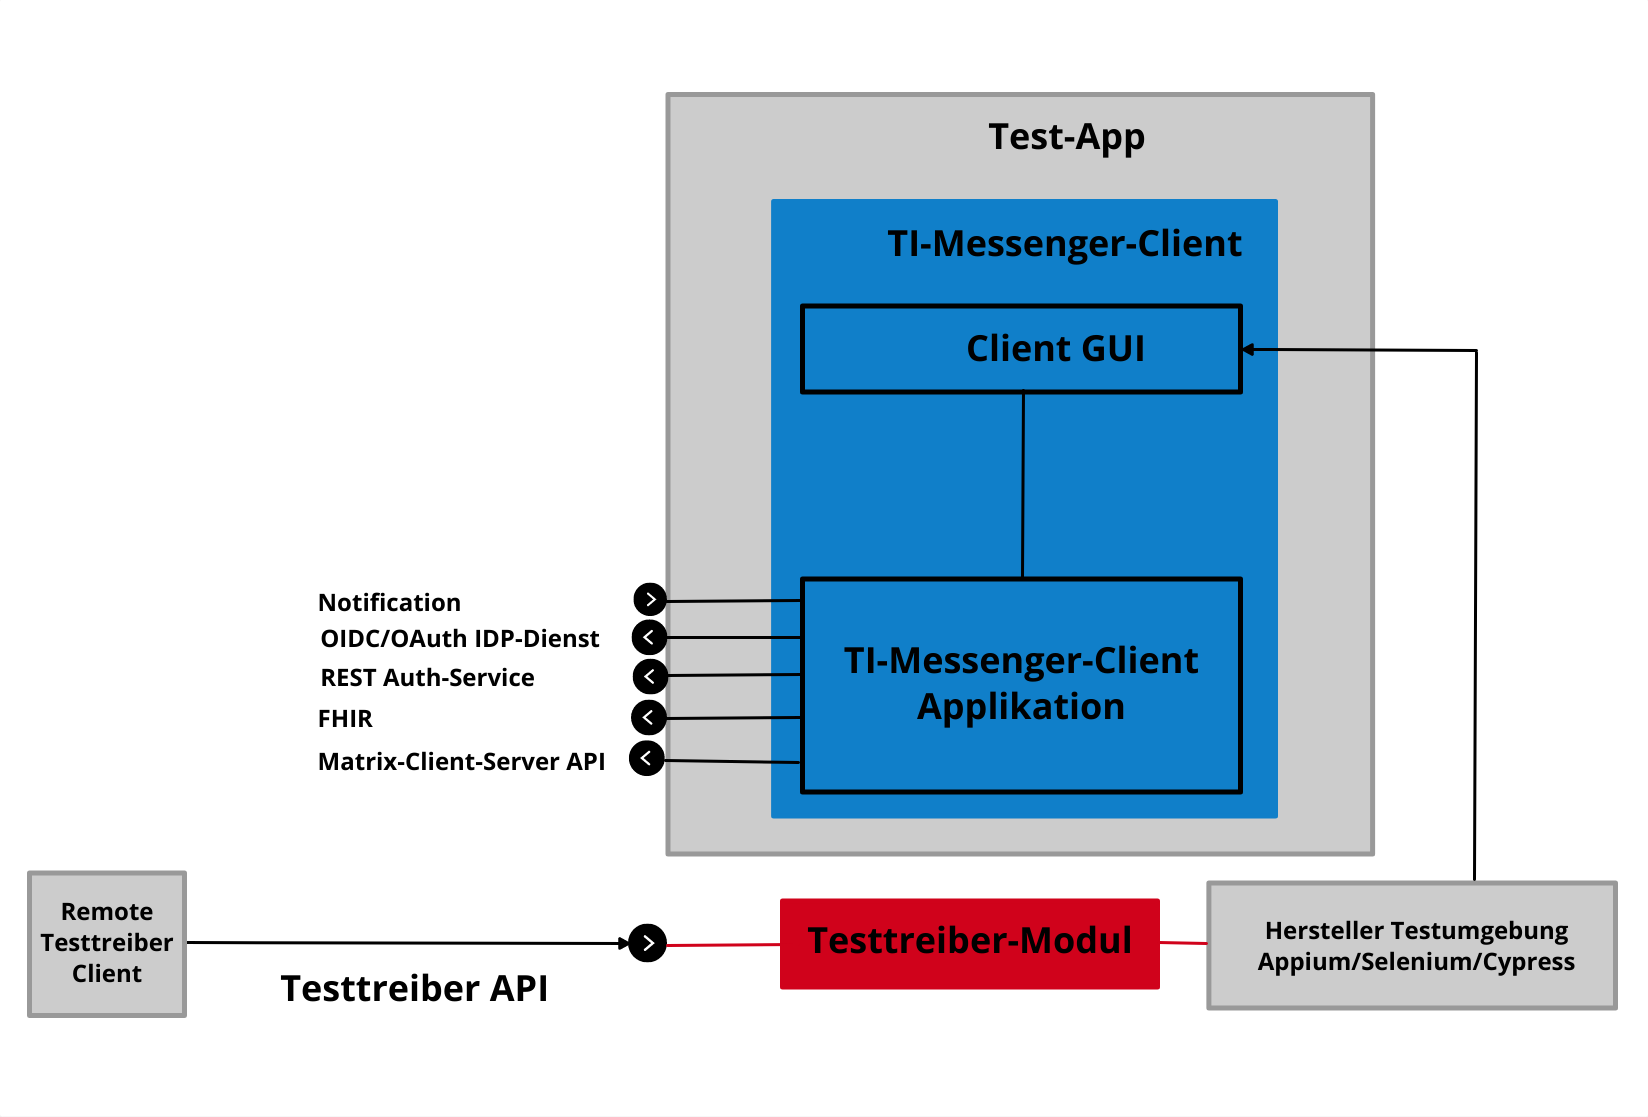 Test-App
TI-Messenger-Client
Client GUI
Notification
OIDC/OAuth IDP-Dienst
REST Auth-Service
FHIR
Matrix-Client-Server API
TI-Messenger-Client
Applikation
Remote
Testtreiber
Client
Testtreiber API
Testtreiber-Modul
Hersteller Testumgebung
Appium/Selenium/Cypress